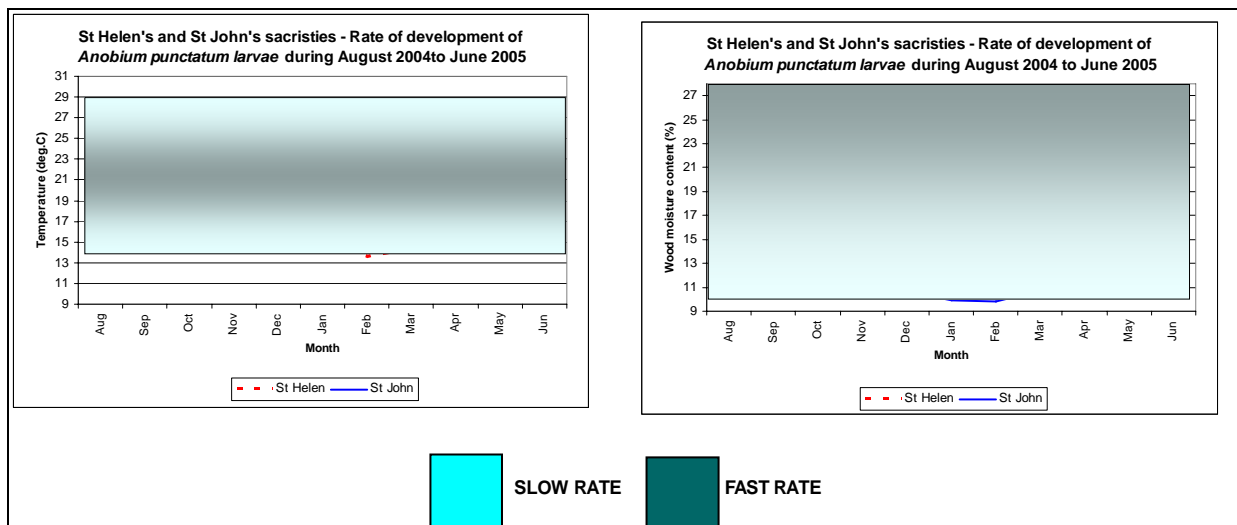 St Helen's and St John's sacristies - Rate of development of
Anobium punctatum larvae during August 2004to June 2005
31
29
27
25
23
21
19
17
15
13
11
9
Temperature (deg.C)
Aug
Sep
Oct
Nov
Dec
Jan
Feb
Mar
Apr
May
Jun
Month
St Helen
St John
St Helen's and St John's sacristies - Rate of development of
Anobium punctatum larvae during August 2004 to June 2005
27
25
23
21
19
17
15
13
11
9
Wood moisture content (%)
Aug
Sep
Oct
Nov
Dec
Jan
Feb
Mar
Apr
May
Jun
Month
St Helen
St John
SLOW RATE
FAST RATE